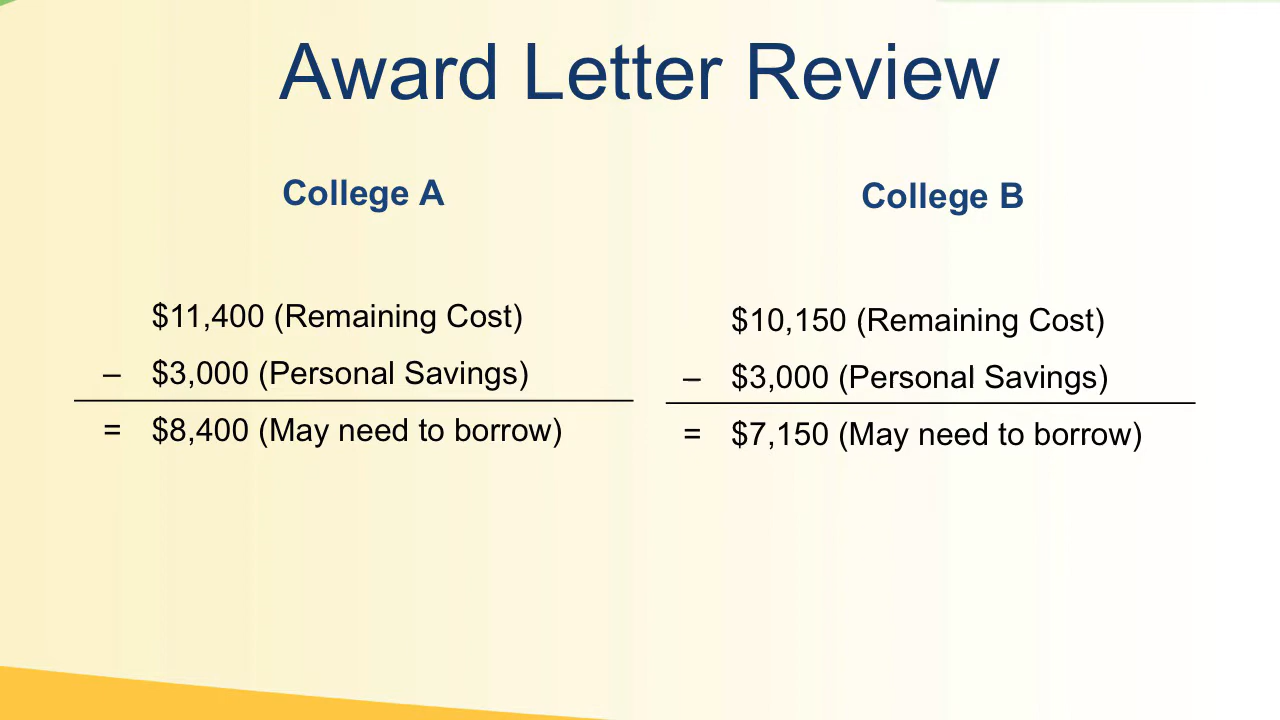 Award Letter Review
College A
$11,400 (Remaining Cost)
– $3,000 (Personal Savings)
= $8,400 (May need to borrow)
College B
$10,150 (Remaining Cost)
– $3,000 (Personal Savings)
= $7,150 (May need to borrow)